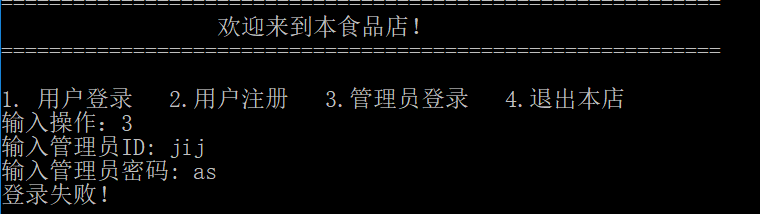 ============================================================
欢迎来到本食品店！
============================================================
1. 用户登录   2.用户注册   3.管理员登录   4.退出本店
输入操作：3
输入管理员ID: jij
输入管理员密码: as
登录失败！